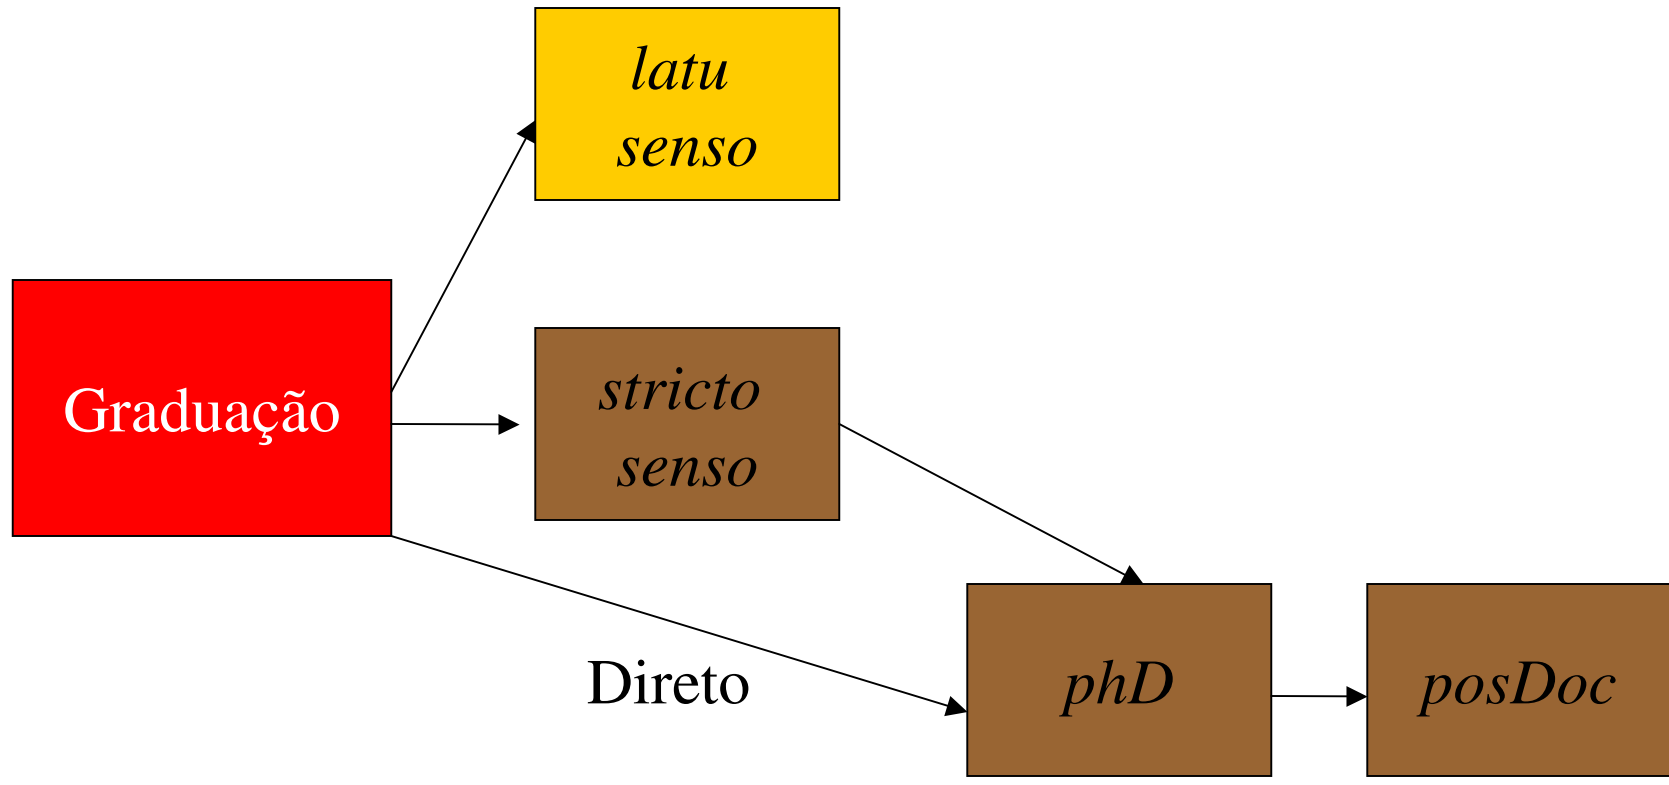 latu
senso
Graduação
stricto
senso
Direto
phD
posDoc